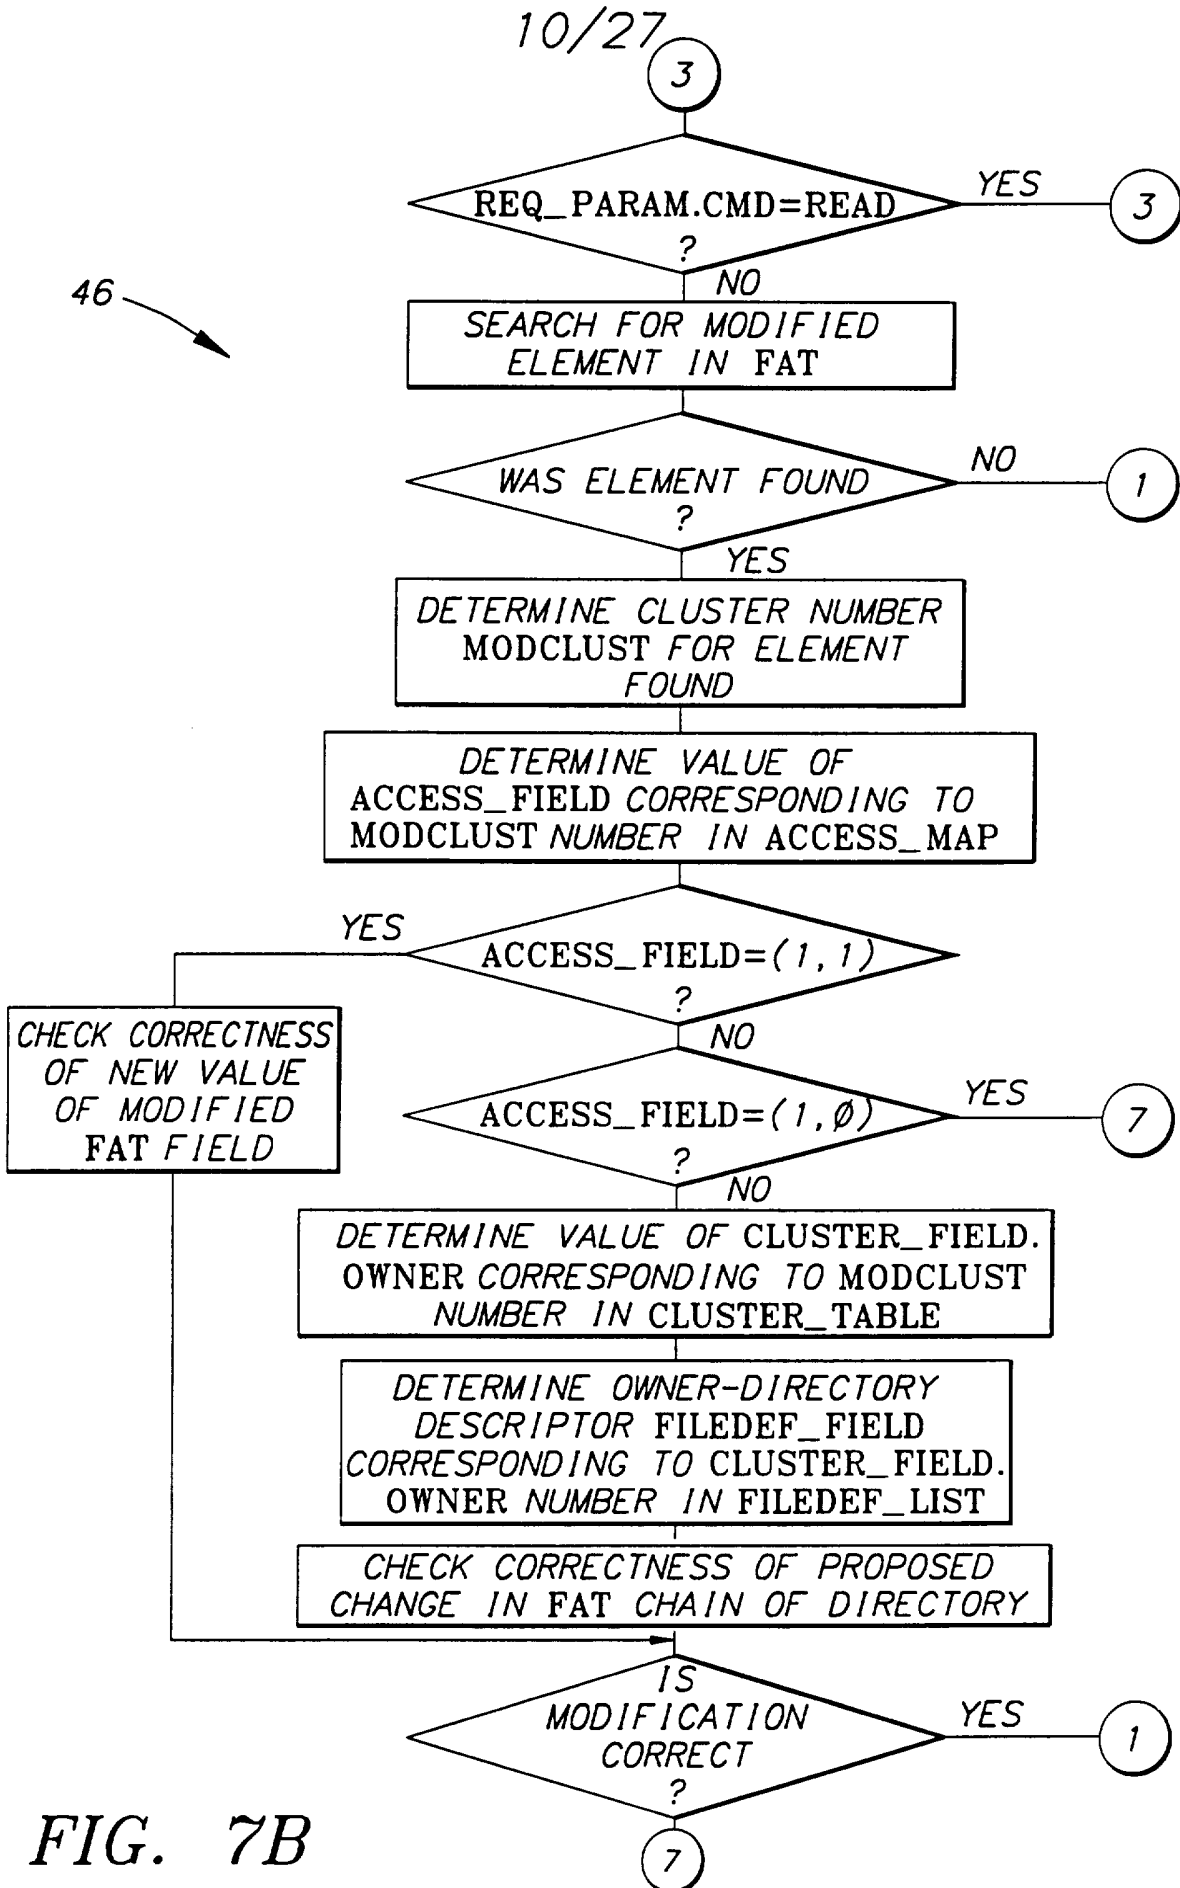 10/27
3
REQ_PARAM.CMD=READ
?
YES
3
NO
46
SEARCH FOR MODIFIED
ELEMENT IN FAT
WAS ELEMENT FOUND
?
NO
1
YES
DETERMINE CLUSTER NUMBER
MODCLUST FOR ELEMENT
FOUND
DETERMINE VALUE OF
ACCESS_FIELD CORRESPONDING TO
MODCLUST NUMBER IN ACCESS_MAP
YES
ACCESS_FIELD=(1,1)
?
NO
CHECK CORRECTNESS
OF NEW VALUE
OF MODIFIED
FAT FIELD
ACCESS_FIELD=(1,Ø)
?
YES
7
NO
DETERMINE VALUE OF CLUSTER_FIELD.
OWNER CORRESPONDING TO MODCLUST
NUMBER IN CLUSTER_TABLE
DETERMINE OWNER-DIRECTORY
DESCRIPTOR FILEDEF_FIELD
CORRESPONDING TO CLUSTER_FIELD.
OWNER NUMBER IN FILEDEF_LIST
CHECK CORRECTNESS OF PROPOSED
CHANGE IN FAT CHAIN OF DIRECTORY
IS
MODIFICATION
CORRECT
?
YES
1
7
FIG. 7B